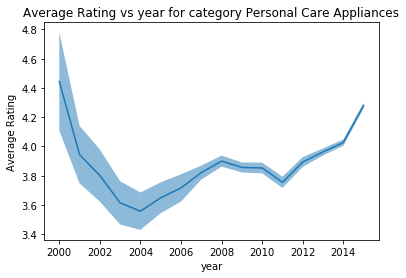 Average Rating vs year for category Personal Care Appliances
4.8
4.6
4.4
4.2
4.0
3.8
3.6
3.4
Average Rating
2000 2002 2004 2006 2008 2010 2012 2014
year